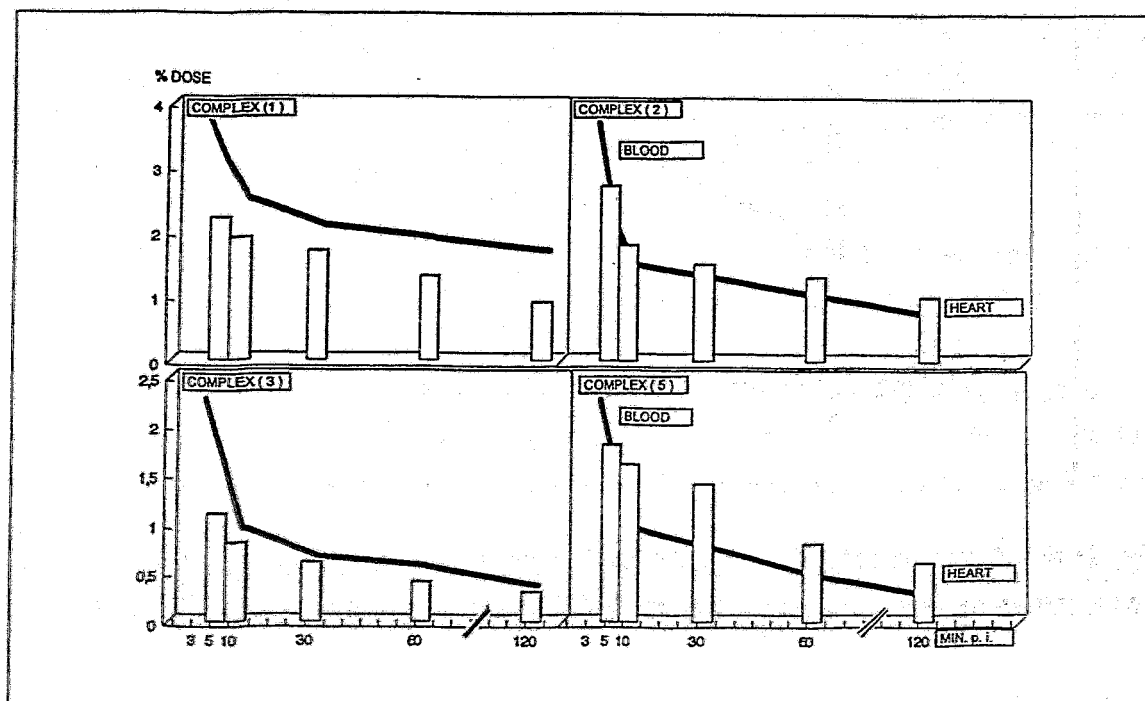 % DOSE
4
3
2
1
0
COMPLEX (1)
COMPLEX (2)
BLOOD
HEART
2,5
2
1,5
1
0,5
0
COMPLEX (3)
COMPLEX (5)
BLOOD
HEART
3 5 10 30 60 120 3 5 10 30 60 120 MIN. p. i.